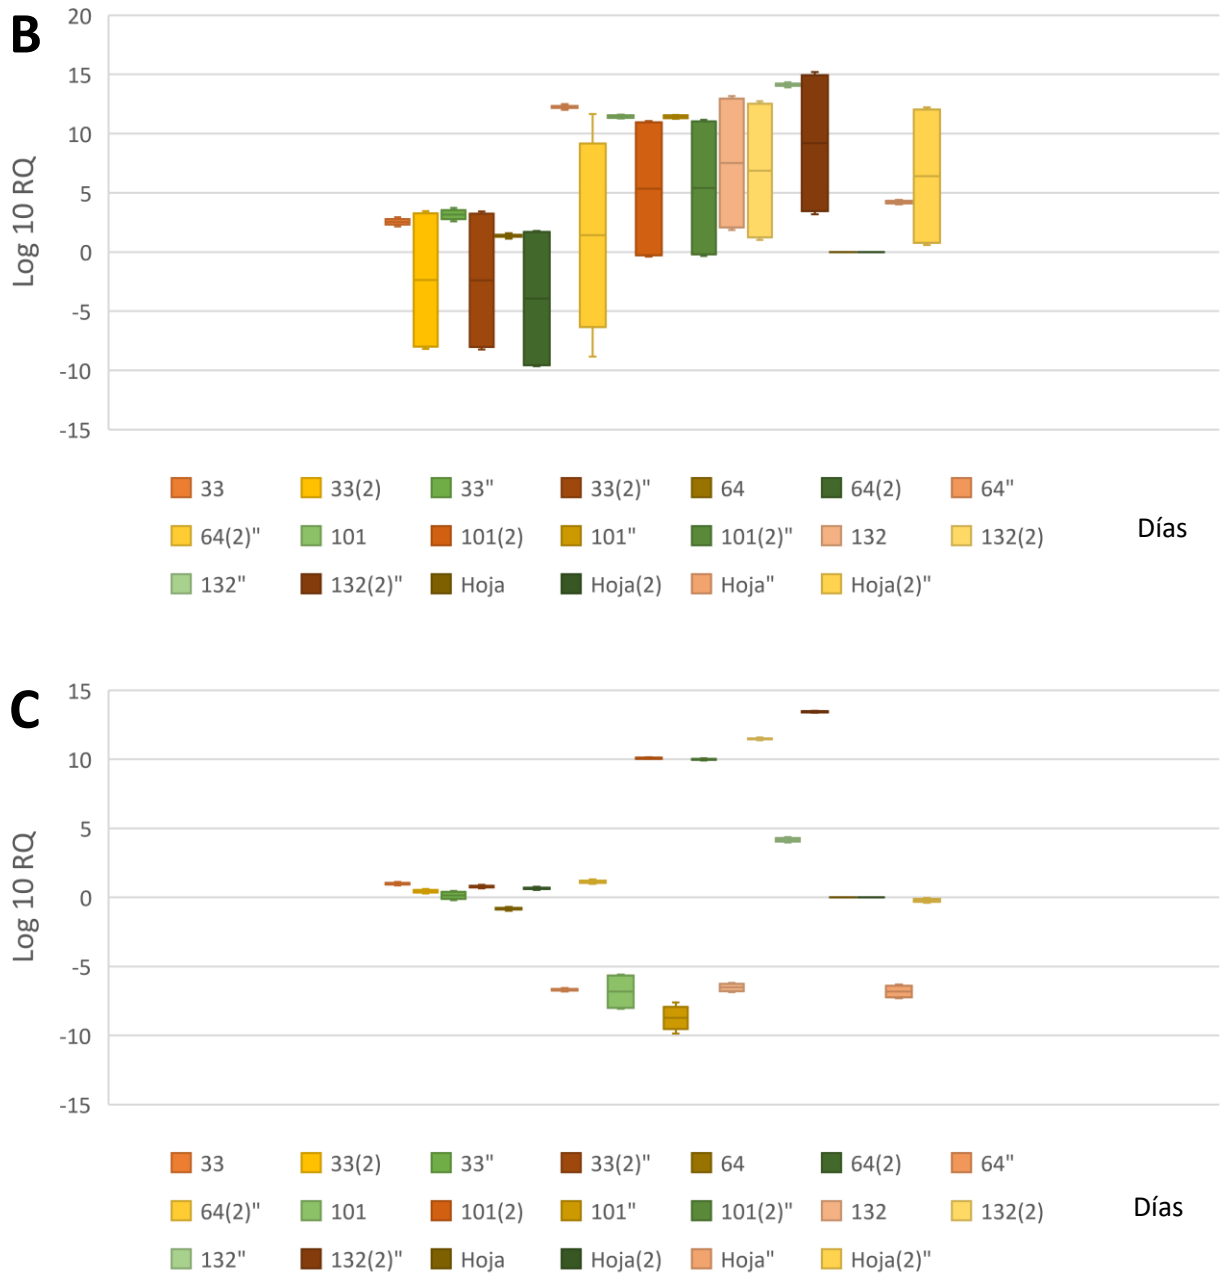 B
20
15
10
5
0
-5
-10
-15
Log 10 RQ
33 33(2) 33" 33(2)" 64 64(2) 64"
64(2)" 101 101(2) 101" 101(2)" 132 132(2)
Días
132" 132(2)" Hoja Hoja(2) Hoja" Hoja(2)"
C
15
10
5
0
-5
-10
-15
Log 10 RQ
33 33(2) 33" 33(2)" 64 64(2) 64"
64(2)" 101 101(2) 101" 101(2)" 132 132(2)
Días
132" 132(2)" Hoja Hoja(2) Hoja" Hoja(2)"